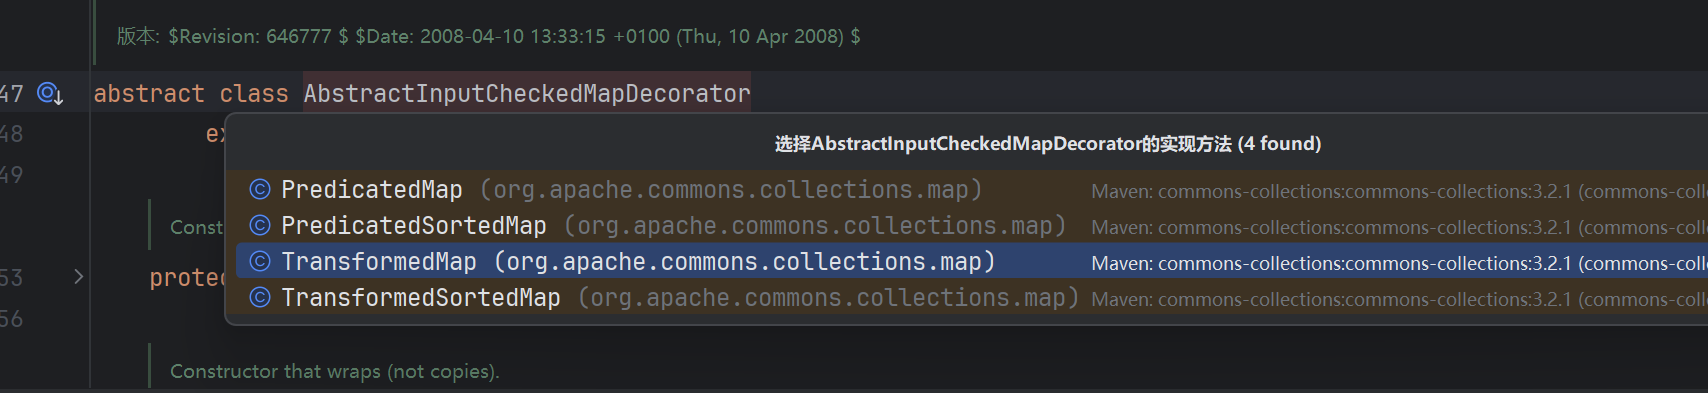 版本: $Revision: 646777 $ $Date: 2008-04-10 13:33:15 +0100 (Thu, 10 Apr 2008) $
47 abstract class AbstractInputCheckedMapDecorator
选择AbstractInputCheckedMapDecorator的实现方法 (4 found)
48 ex
49
PredicatedMap (org.apache.commons.collections.map) Maven: commons-collections:commons-collections:3.2.1 (commons-coll
PredicatedSortedMap (org.apache.commons.collections.map) Maven: commons-collections:commons-collections:3.2.1 (commons-coll
Const
TransformedMap (org.apache.commons.collections.map) Maven: commons-collections:commons-collections:3.2.1 (commons-coll
53 protec
TransformedSortedMap (org.apache.commons.collections.map) Maven: commons-collections:commons-collections:3.2.1 (commons-coll
56
Constructor that wraps (not copies).